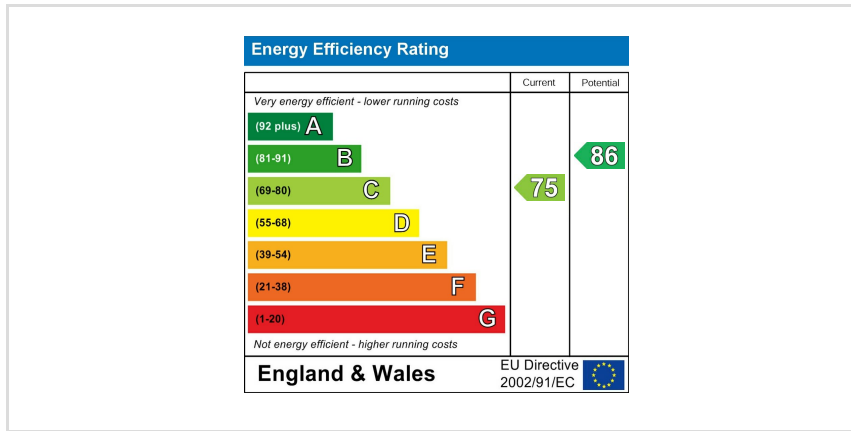 Energy Efficiency Rating
Current Potential
Very energy efficient - lower running costs
(92 plus) A
(81-91) B
86
(69-80) C
75
(55-68) D
(39-54) E
(21-38) F
(1-20) G
Not energy efficient - higher running costs
England & Wales
EU Directive
2002/91/EC